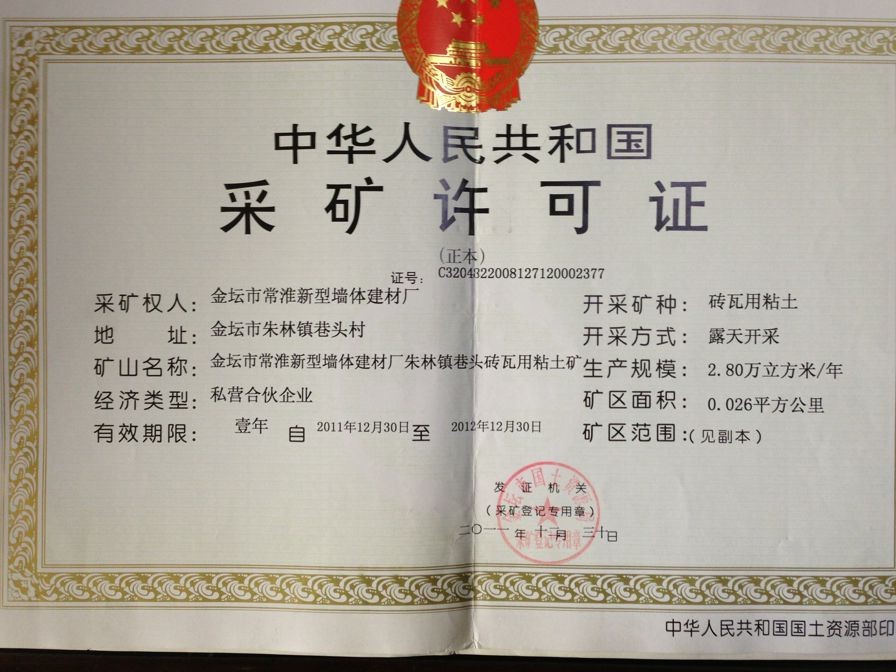 中华人民共和国
采矿许可证
(正本)
证号: C3204822008127120002377
采矿权人: 金坛市常淮新型墙体建材厂
地 址: 金坛市朱林镇巷头村
矿山名称: 金坛市常淮新型墙体建材厂朱林镇巷头砖瓦用粘土矿
经济类型: 私营合伙企业
有效期限: 壹年 自 2011年12月30日至 2012年12月30日
开采矿种: 砖瓦用粘土
开采方式: 露天开采
生产规模: 2.80万立方米/年
矿区面积: 0.026平方公里
矿区范围:(见副本)
发 证 机 关
(采矿登记专用章)
二〇一一年 十二月 三十日
中华人民共和国国土资源部印